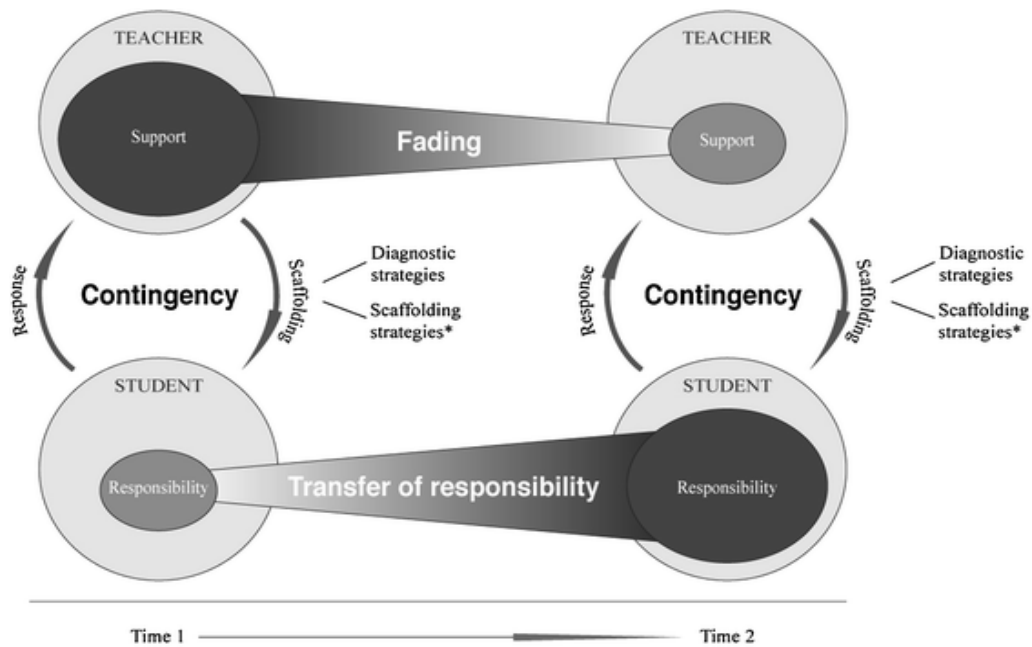 TEACHER
TEACHER
Support
Fading
Support
Response
Contingency
Scaffolding
Diagnostic
strategies
Scaffolding
strategies*
Response
Contingency
Scaffolding
Diagnostic
strategies
Scaffolding
strategies*
STUDENT
STUDENT
Responsibility
Transfer of responsibility
Responsibility
Time 1
Time 2